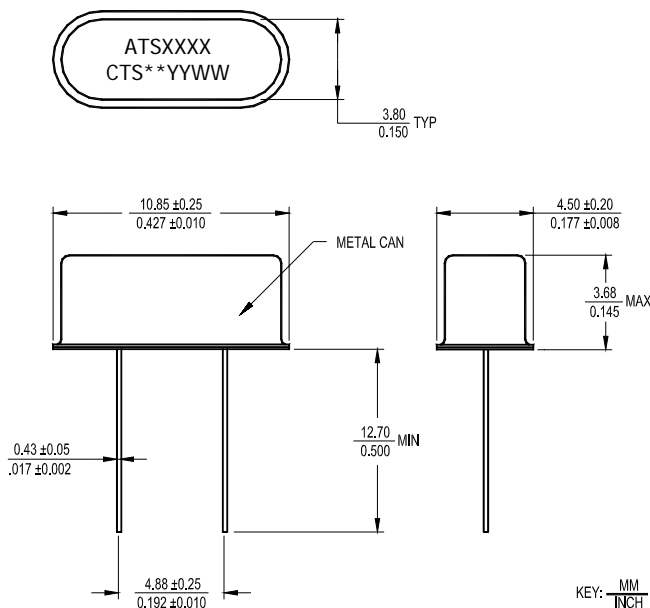 ATSXXXX
CTS**YYWW
3.80
0.150 TYP
10.85 ±0.25
0.427 ±0.010
4.50 ±0.20
0.177 ±0.008
METAL CAN
3.68
0.145 MAX
12.70
0.500 MIN
0.43 ±0.05
.017 ±0.002
4.88 ±0.25
0.192 ±0.010
KEY: MM
INCH